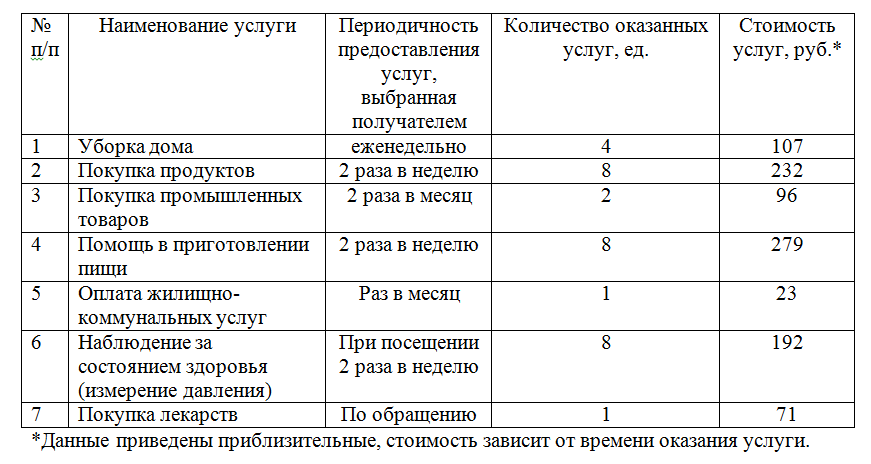 № п/п Наименование услуги Периодичность предоставления услуг, выбранная получателем Количество оказанных услуг, ед. Стоимость услуг, руб.*
1 Уборка дома еженедельно 4 107
2 Покупка продуктов 2 раза в неделю 8 232
3 Покупка промышленных товаров 2 раза в месяц 2 96
4 Помощь в приготовлении пищи 2 раза в неделю 8 279
5 Оплата жилищно-коммунальных услуг Раз в месяц 1 23
6 Наблюдение за состоянием здоровья (измерение давления) При посещении 2 раза в неделю 8 192
7 Покупка лекарств По обращению 1 71
*Данные приведены приблизительные, стоимость зависит от времени оказания услуги.